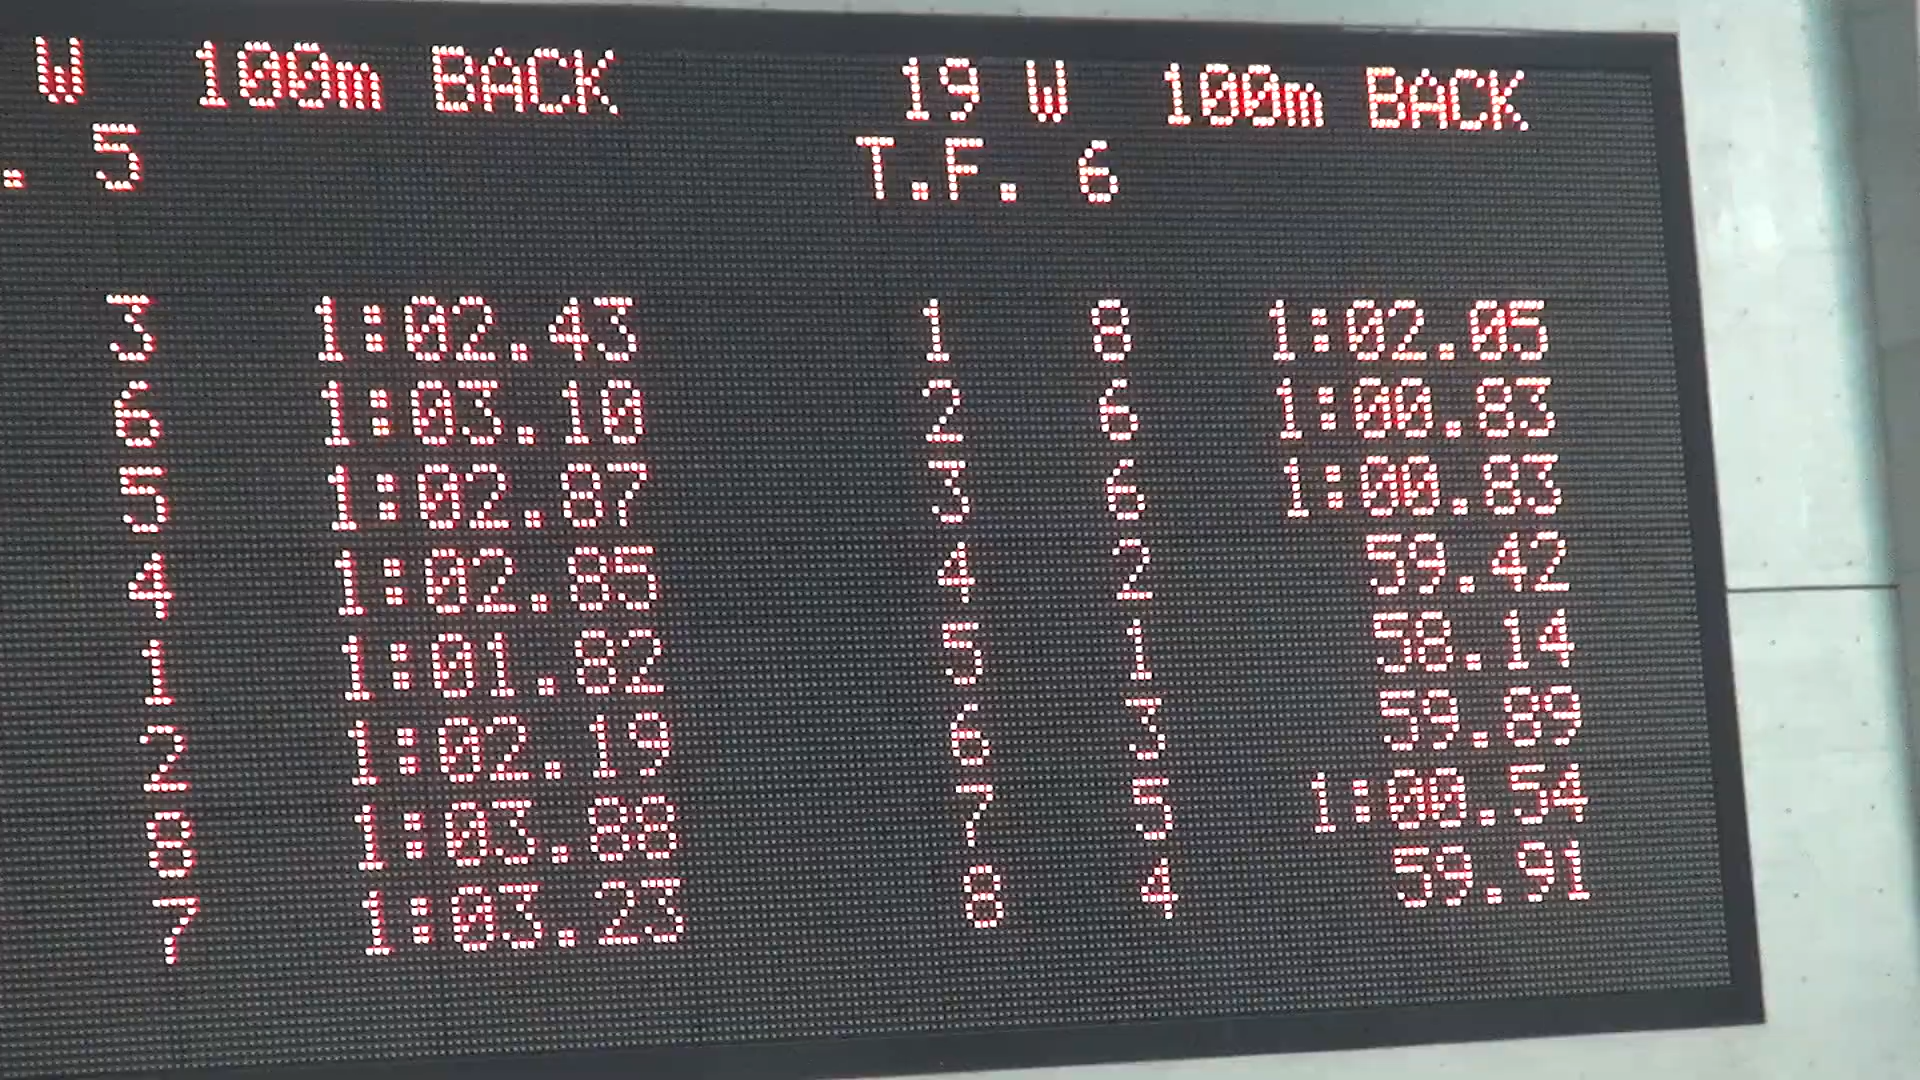 W 100m BACK 19 W 100m BACK
. 5 T.F. 6
3 1:02.43 1 8 1:02.05
6 1:03.10 2 6 1:00.83
5 1:02.87 3 6 1:00.83
4 1:02.85 4 2 59.42
1 1:01.82 5 1 58.14
2 1:02.19 6 3 59.89
8 1:03.88 7 5 1:00.54
7 1:03.23 8 4 59.91